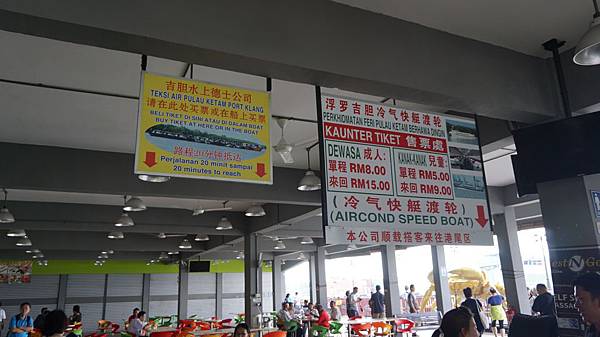 吉胆水上德士公司
TEKSI AIR PULAU KETAM PORT KLANG
请在此处买票或在船上买票
BELI TIKET DI SINI ATAU DI DALAM BOAT
BUY TIKET AT HERE OR IN THE BOAT
路程20分钟抵达
Perjalanan 20 minit sampai
20 minutes to reach
浮罗吉胆冷气快艇渡轮
PERKHIDMATAN FERI PULAU KETAM BERHAWA DINGIN
KAUNTER TIKET 售票處
DEWASA 成人:
單程 RM8.00
來回 RM15.00
KANAK-KANAK 兒童:
單程 RM5.00
來回 RM9.00
(冷气快艇渡轮)
(AIRCOND SPEED BOAT)
本公司顺载搭客来往港尾区